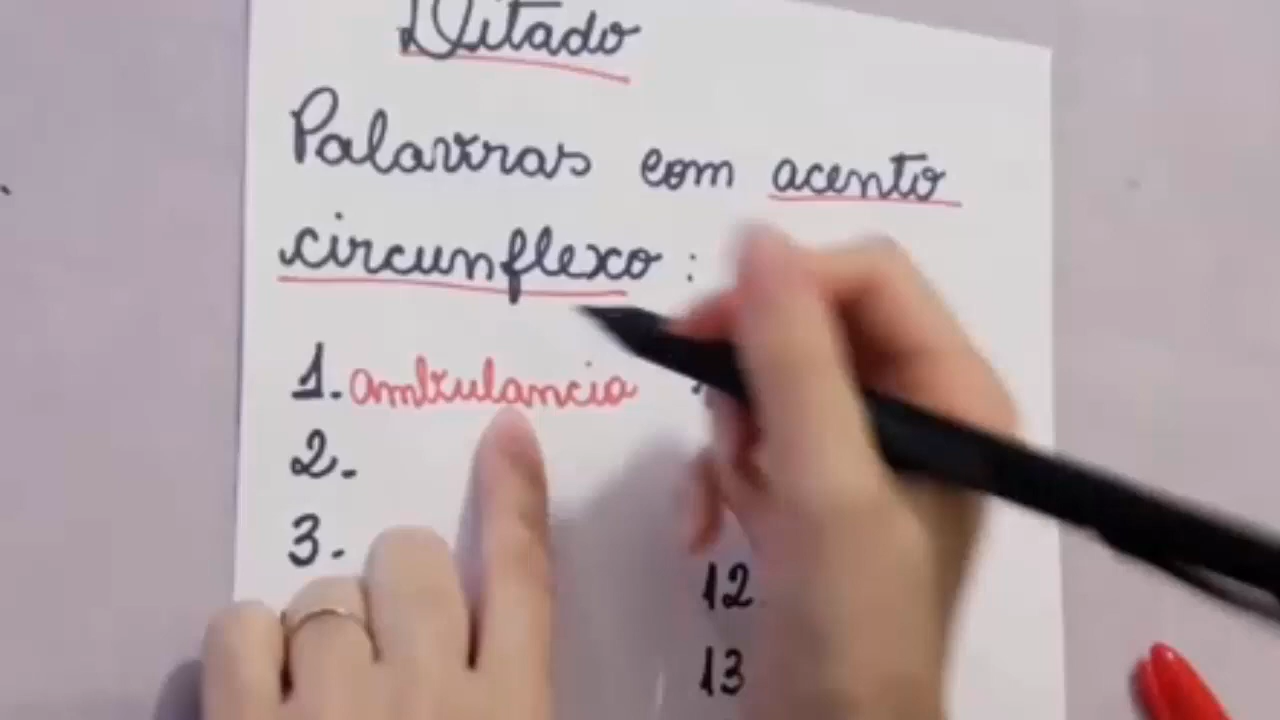 Ditado
Palavras com acento
circunflexo:
1. ambulancia
2.
3.
12
13